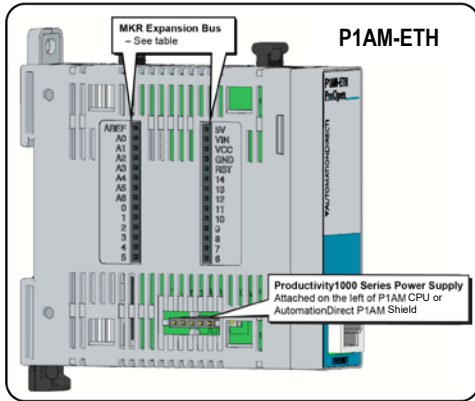 MKR Expansion Bus
– See table
P1AM-ETH
P1AM-ETH
ProOpen
AUTOMATIONDIRECT
AREF
A0
A1
A2
A3
A4
A5
A6
0
1
2
3
4
5
5V
VIN
VCC
GND
RST
14
13
12
11
10
9
8
7
6
Productivity1000 Series Power Supply
Attached on the left of P1AM CPU or
AutomationDirect P1AM Shield
ETHERNET